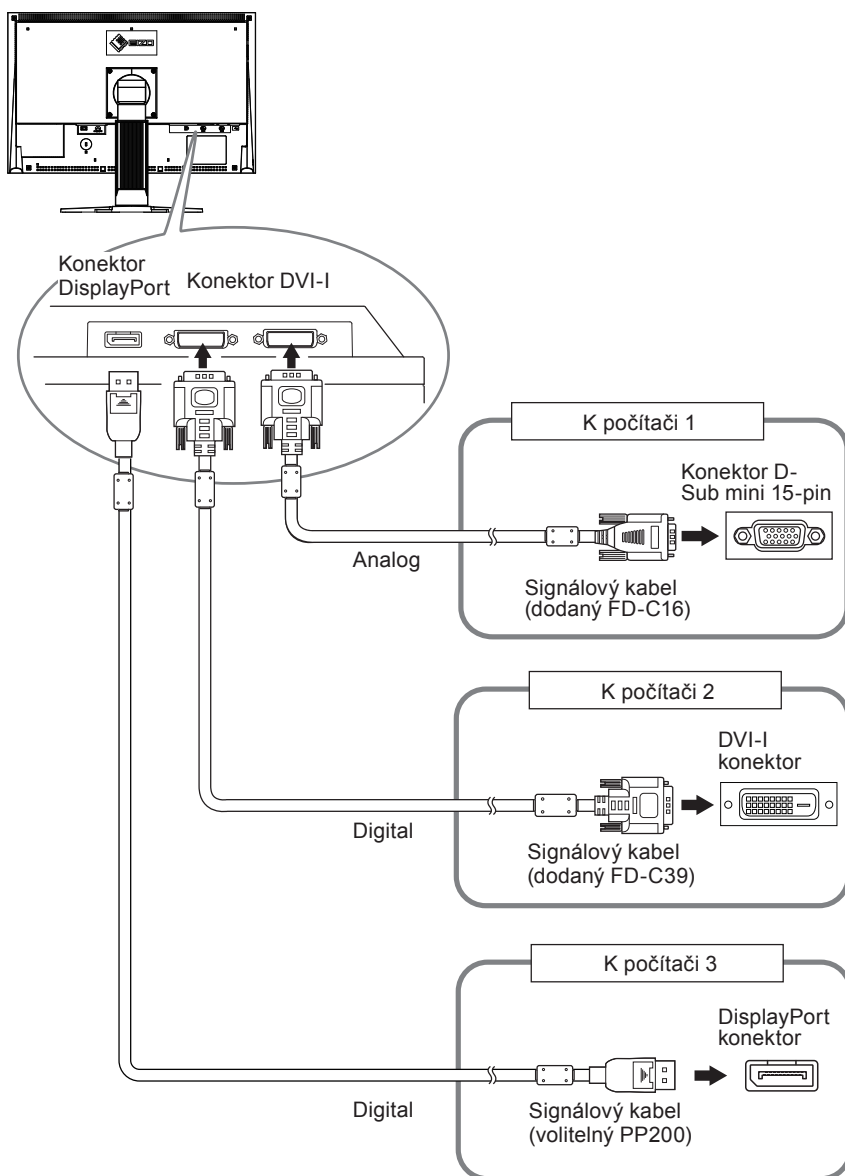 EIZO
Konektor
DisplayPort
Konektor DVI-I
K počítači 1
Konektor D-
Sub mini 15-pin
Analog
Signálový kabel
(dodaný FD-C16)
K počítači 2
DVI-I
konektor
Digital
Signálový kabel
(dodaný FD-C39)
K počítači 3
DisplayPort
konektor
Digital
Signálový kabel
(volitelný PP200)